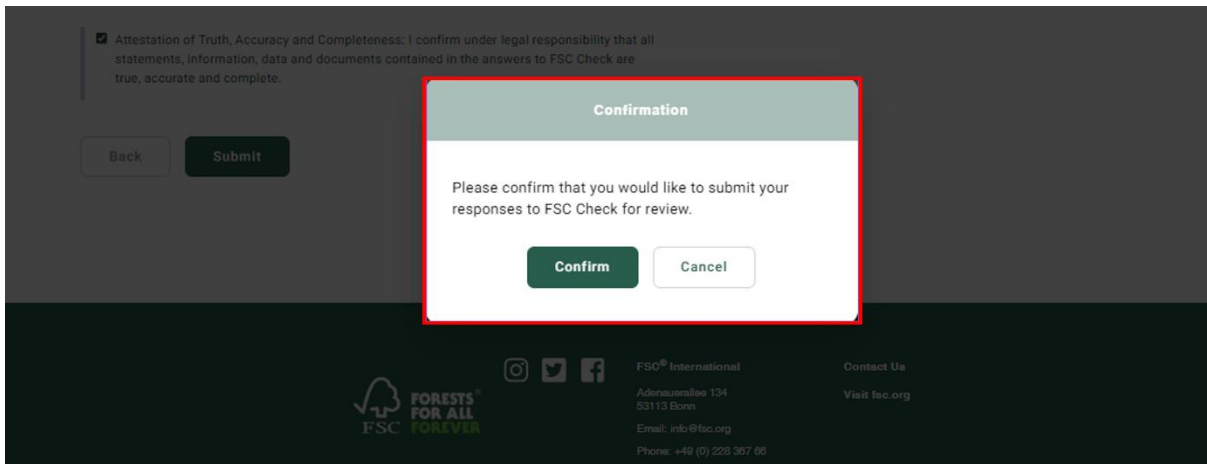 Attestation of Truth, Accuracy and Completeness: I confirm under legal responsibility that all
statements, information, data and documents contained in the answers to FSC Check are
true, accurate and complete.
Back
Submit
Confirmation
Please confirm that you would like to submit your
responses to FSC Check for review.
Confirm
Cancel
FSC
FORESTS®
FOR ALL
FOREVER
FSC® International
Adenauerallee 134
53113 Bonn
Email: info@fsc.org
Phone: +49 (0) 228 367 66
Contact Us
Visit fsc.org